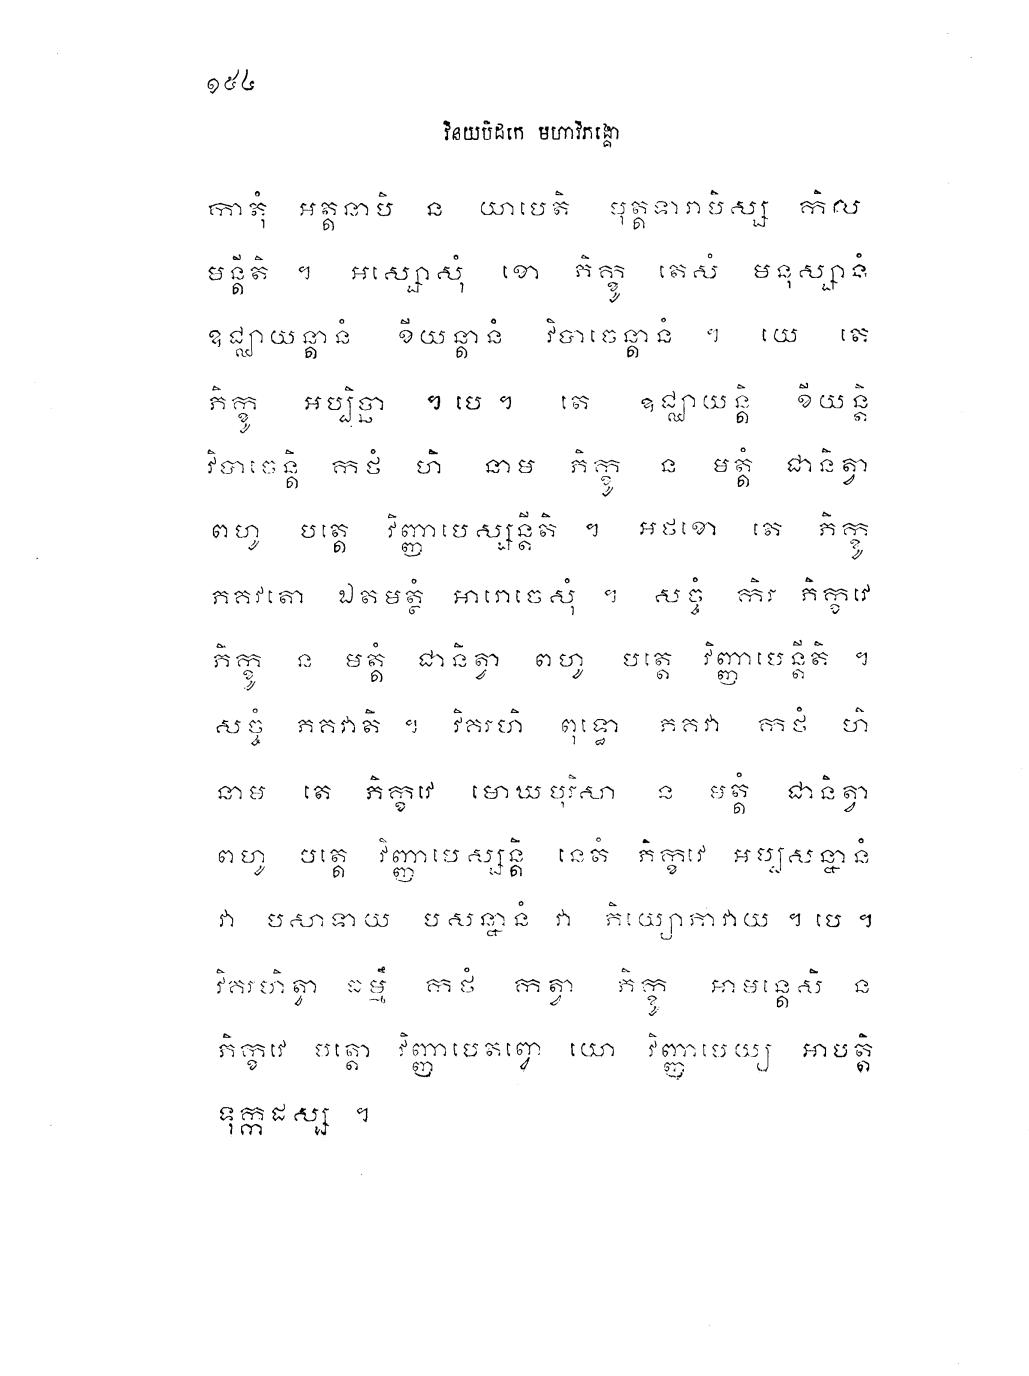 ១៥៤
វិនយបិដកេ មហាវិភង្គោ
កាតុំ អត្តនាបិ ន យាបេតិ បុត្តទារាបិស្ស កិល
មន្តីតិ ។ អស្សោសុំ ខោ ភិក្ខូ តេសំ មនុស្សានំ
ឧជ្ឈាយន្តានំ ខីយន្តានំ វិបាចេន្តានំ ។ យេ តេ
ភិក្ខូ អប្បិច្ឆា ។ បេ ។ តេ ឧជ្ឈាយន្តិ ខីយន្តិ
វិបាចេន្តិ កថំ ហិ នាម ភិក្ខូ ន មត្តំ ជានិត្វា
ពហូ បត្តេ វិញ្ញាបេស្សន្តីតិ ។ អថខោ តេ ភិក្ខូ
ភគវតោ ឯតមត្ថំ អារោចេសុំ ។ សច្ចំ កិរ ភិក្ខវេ
ភិក្ខូ ន មត្តំ ជានិត្វា ពហូ បត្តេ វិញ្ញាបេន្តីតិ ។
សច្ចំ ភគវាតិ ។ វិគរហិ ពុទ្ធោ ភគវា កថំ ហិ
នាម តេ ភិក្ខវេ មោឃបុរិសា ន មត្តំ ជានិត្វា
ពហូ បត្តេ វិញ្ញាបេស្សន្តិ នេតំ ភិក្ខវេ អប្បសន្នានំ
វា បសាទាយ បសន្នានំ វា ភិយ្យោភាវាយ ។ បេ ។
វិគរហិត្វា ធម្មឹ កថំ កត្វា ភិក្ខូ អាមន្តេសិ ន
ភិក្ខវេ បត្តោ វិញ្ញាបេតព្វោ យោ វិញ្ញាបេយ្យ អាបត្តិ
ទុក្កដស្ស ។